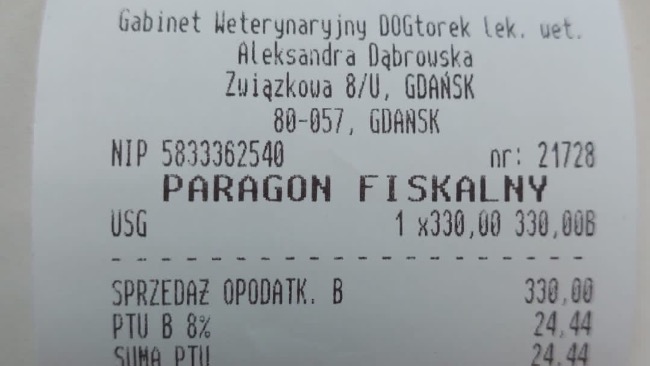 Gabinet Weterynaryjny DOGtorek lek. wet.
Aleksandra Dąbrowska
Związkowa 8/U, GDAŃSK
80-057, GDAŃSK
NIP 5833362540 nr: 21728
PARAGON FISKALNY
USG 1 x330,00 330,00B
SPRZEDAŻ OPODATK. B 330,00
PTU B 8% 24,44
SUMA PTU 24,44